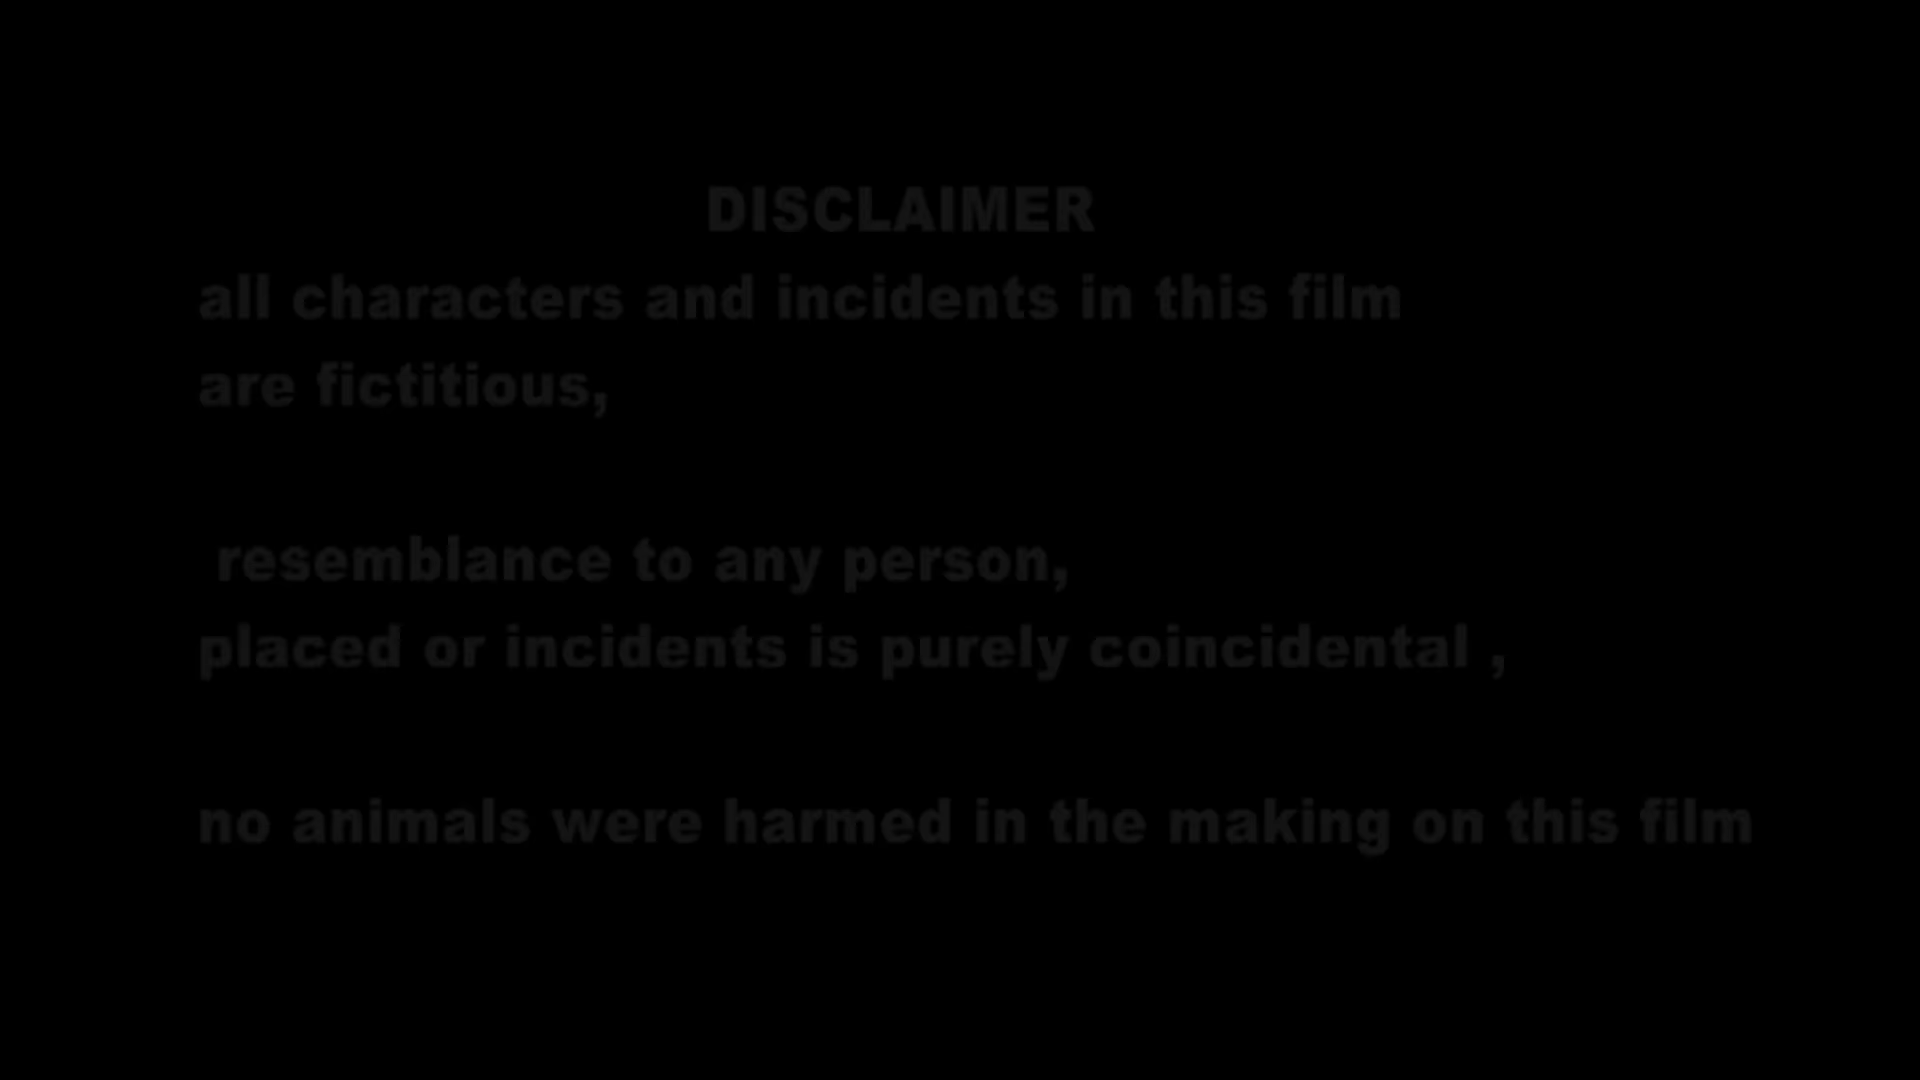 DISCLAIMER
all characters and incidents in this film
are fictitious,
resemblance to any person,
placed or incidents is purely coincidental ,
no animals were harmed in the making on this film